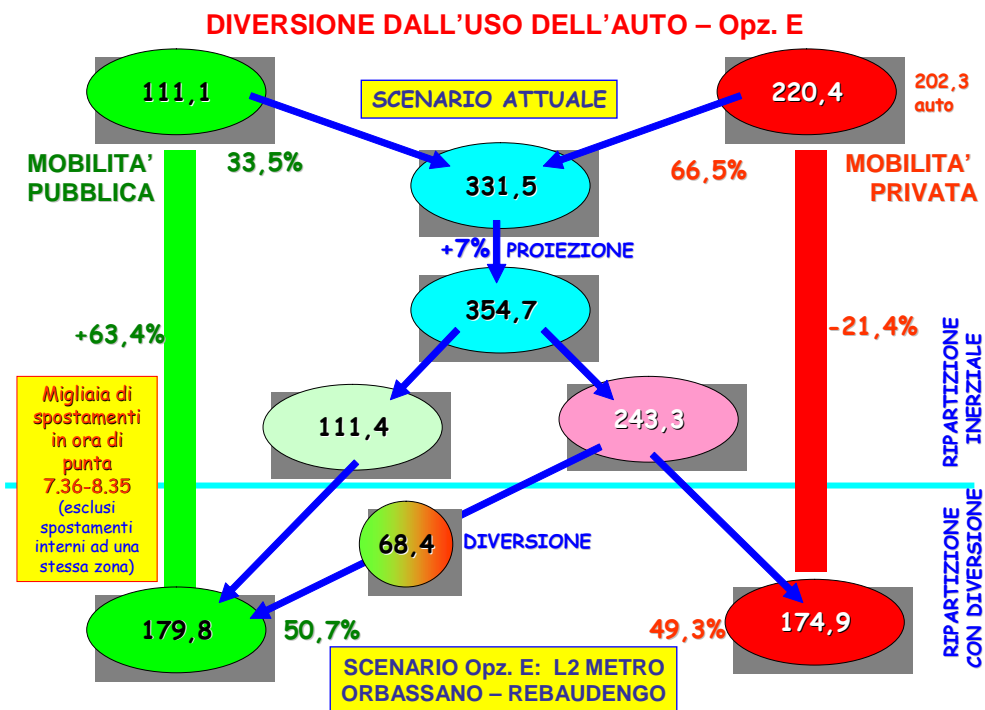 DIVERSIONE DALL'USO DELL'AUTO – Opz. E
111,1
SCENARIO ATTUALE
220,4
202,3
auto
MOBILITA'
PUBBLICA
33,5%
331,5
66,5%
MOBILITA'
PRIVATA
+7% PROIEZIONE
354,7
+63,4%
-21,4%
RIPARTIZIONE
INERZIALE
Migliaia di
spostamenti
in ora di
punta
7.36-8.35
(esclusi
spostamenti
interni ad una
stessa zona)
111,4
243,3
68,4
DIVERSIONE
RIPARTIZIONE
CON DIVERSIONE
179,8
50,7%
49,3%
174,9
SCENARIO Opz. E: L2 METRO
ORBASSANO – REBAUDENGO